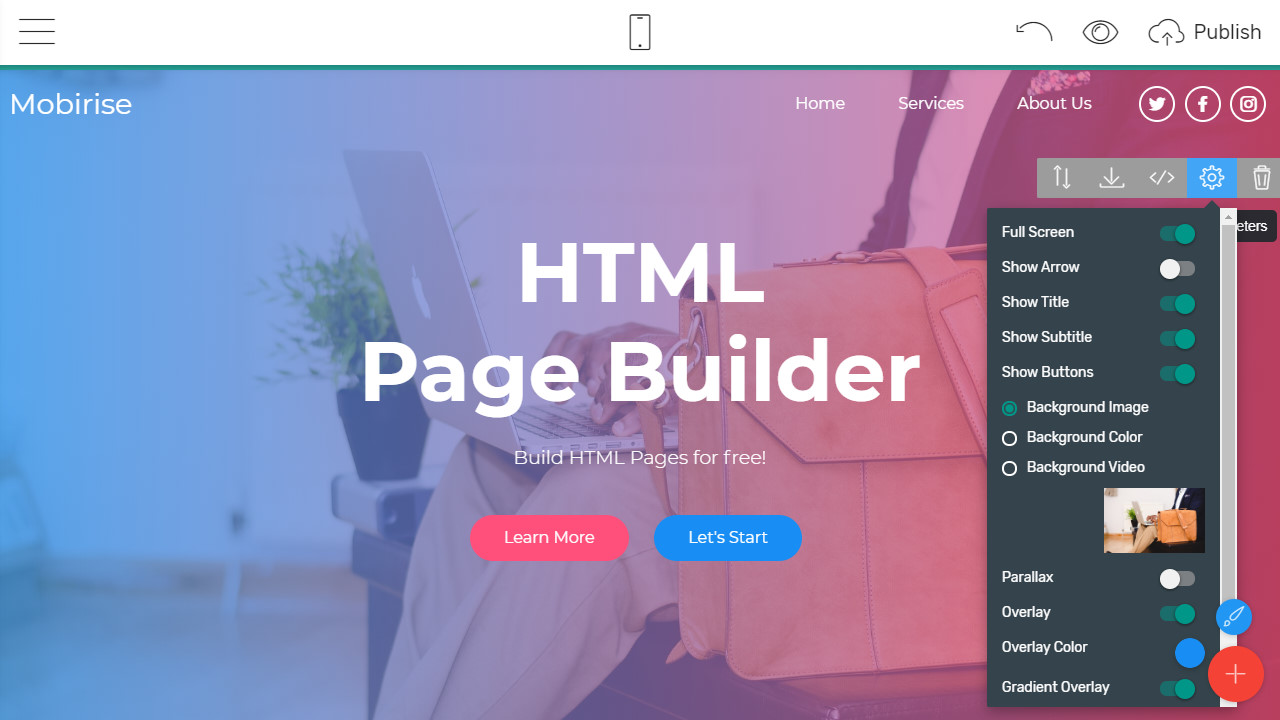 Publish
Mobirise
Home Services About Us
HTML
Page Builder
Build HTML Pages for free!
Learn More Let's Start
eters
Full Screen
Show Arrow
Show Title
Show Subtitle
Show Buttons
Background Image
Background Color
Background Video
Parallax
Overlay
Overlay Color
Gradient Overlay